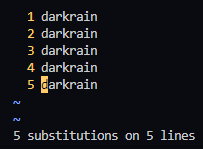 1 darkrain
2 darkrain
3 darkrain
4 darkrain
5 darkrain
~
~
5 substitutions on 5 lines